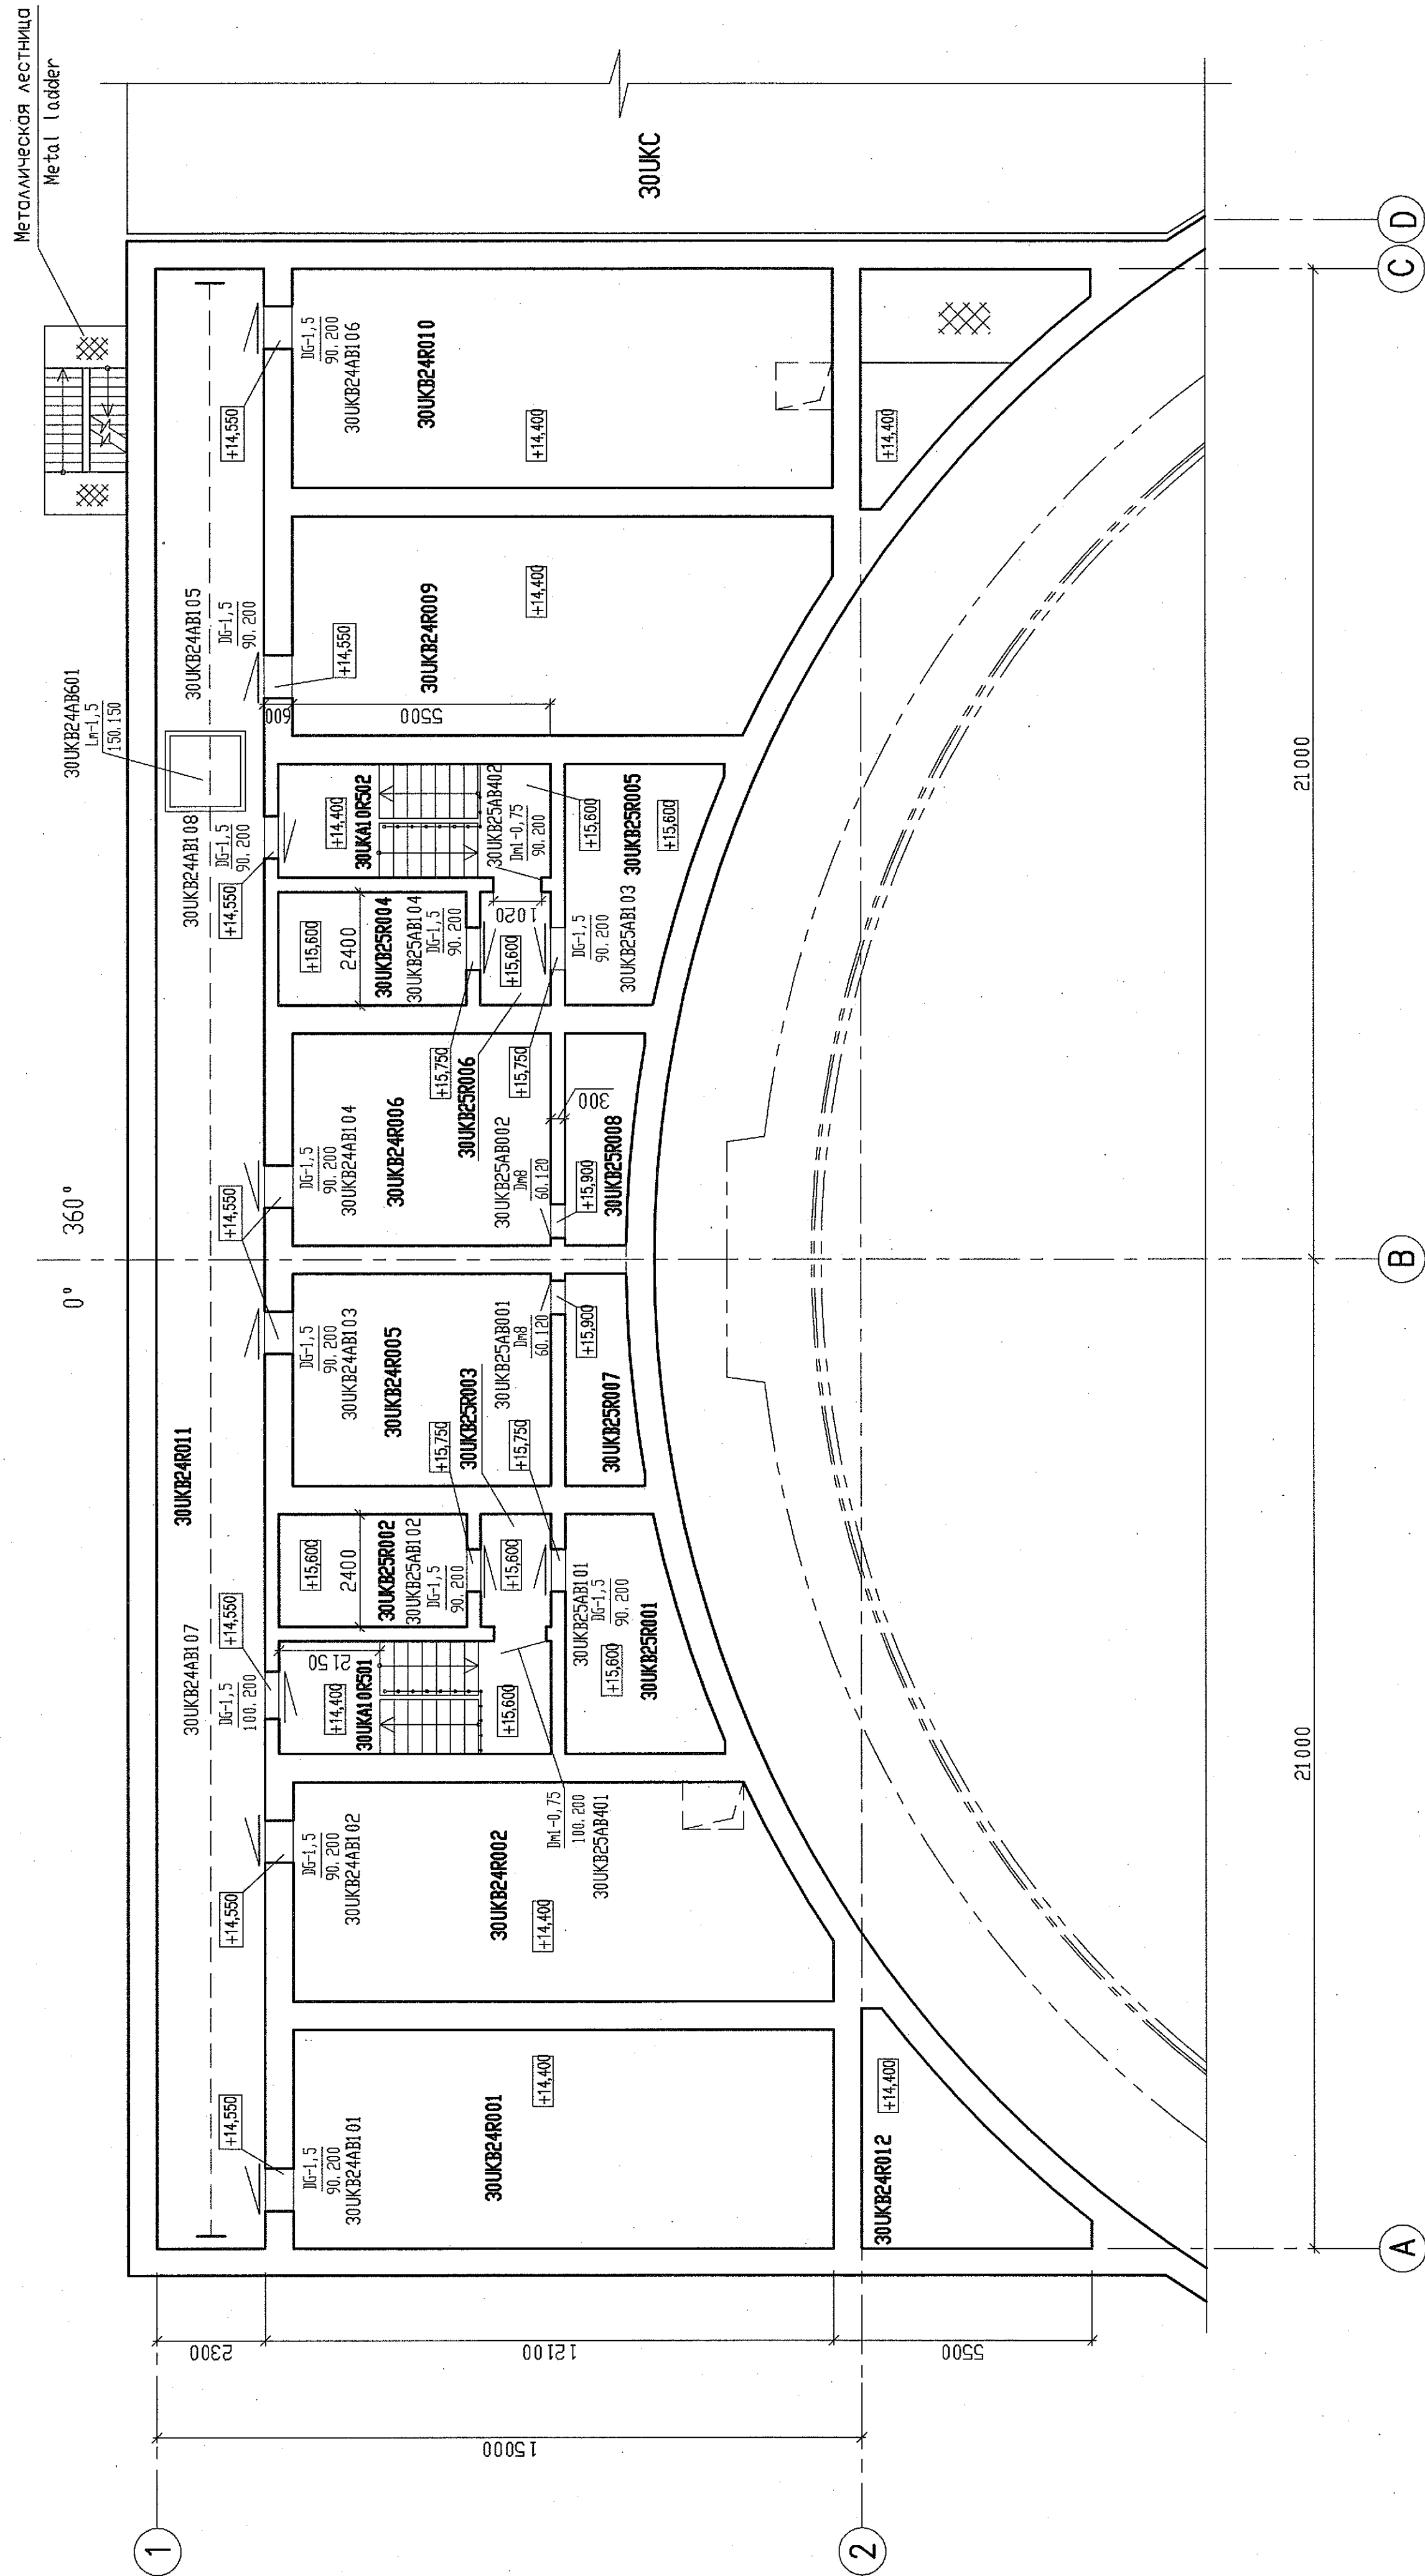 Металлическая лестница
Metal ladder
30UKC
0° 360°
30UKB24AB601
Lm-1,5
150.150
30UKB24R011
30UKB24AB107
DG-1,5
100.200
+14,550
30UKB24AB108
DG-1,5
90.200
+14,550
30UKB24AB105
DG-1,5
90.200
+14,550
+14,550
DG-1,5
90.200
30UKB24AB101
30UKB24R001
+14,400
30UKB24R012
+14,400
+14,550
DG-1,5
90.200
30UKB24AB102
30UKB24R002
+14,400
2150
+14,400
30UKA10R501
+15,600
Dm1-0,75
100.200
30UKB25AB401
+15,600
2400
30UKB25R002
30UKB25AB102
DG-1,5
90.200
+15,750
30UKB25R003
+15,600
+15,750
30UKB25AB101
DG-1,5
90.200
+15,600
30UKB25R001
+14,550
DG-1,5
90.200
30UKB24AB103
30UKB24R005
30UKB25AB001
Dm8
60.120
+15,900
30UKB25R007
DG-1,5
90.200
30UKB24AB104
30UKB24R006
30UKB25R006
30UKB25AB002
Dm8
60.120
+15,900
300
30UKB25R008
+15,600
2400
30UKB25R004
30UKB25AB104
DG-1,5
90.200
+15,750
+15,600
+15,750
1020
DG-1,5
90.200
30UKB25AB103
+14,400
30UKA10R502
30UKB25AB402
Dm1-0,75
90.200
+15,600
30UKB25R005
+15,600
600
5500
30UKB24R009
+14,400
+14,550
DG-1,5
90.200
30UKB24AB106
30UKB24R010
+14,400
+14,400
2300
12100
5500
15000
21000
21000
1
2
A
B
C
D